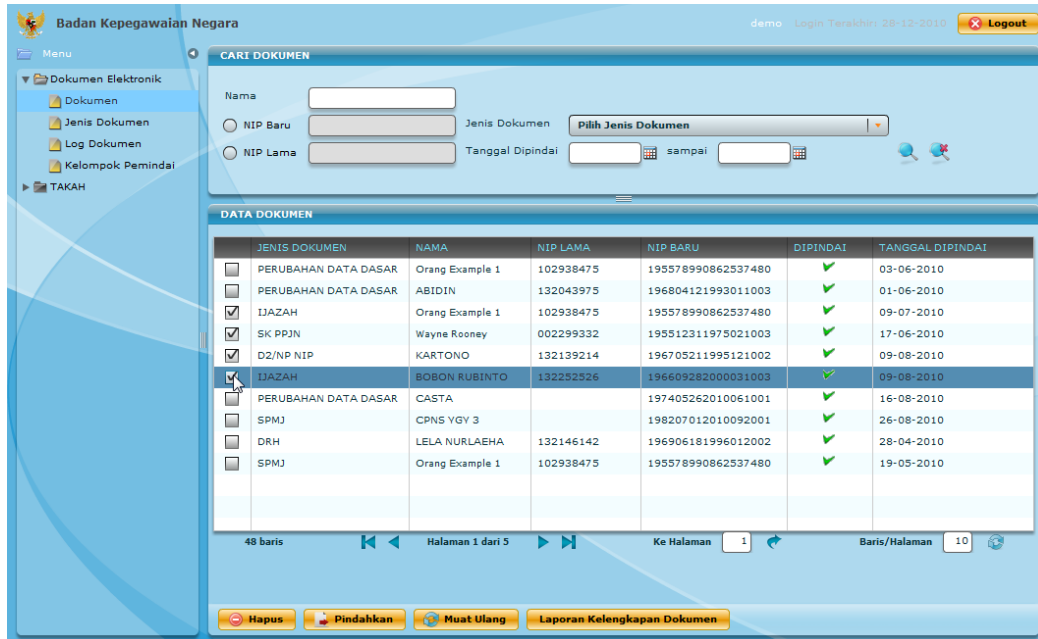 Badan Kepegawaian Negara
demo Login Terakhir: 28-12-2010 Logout
Menu
Dokumen Elektronik
Dokumen
Jenis Dokumen
Log Dokumen
Kelompok Pemindai
TAKAH
CARI DOKUMEN
Nama
NIP Baru Jenis Dokumen Pilih Jenis Dokumen
NIP Lama Tanggal Dipindai sampai
DATA DOKUMEN
JENIS DOKUMEN NAMA NIP LAMA NIP BARU DIPINDAI TANGGAL DIPINDAI
PERUBAHAN DATA DASAR Orang Example 1 102938475 195578990862537480 03-06-2010
PERUBAHAN DATA DASAR ABIDIN 132043975 196804121993011003 01-06-2010
IJAZAH Orang Example 1 102938475 195578990862537480 09-07-2010
SK PPJN Wayne Rooney 002299332 195512311975021003 17-06-2010
D2/NP NIP KARTONO 132139214 196705211995121002 09-08-2010
IJAZAH BOBON RUBINTO 132252526 196609282000031003 09-08-2010
PERUBAHAN DATA DASAR CASTA 197405262010061001 16-08-2010
SPMJ CPNS YGY 3 198207012010092001 26-08-2010
DRH LELA NURLAEHA 132146142 196906181996012002 28-04-2010
SPMJ Orang Example 1 102938475 195578990862537480 19-05-2010
48 baris Halaman 1 dari 5 Ke Halaman 1 Baris/Halaman 10
Hapus Pindahkan Muat Ulang Laporan Kelengkapan Dokumen